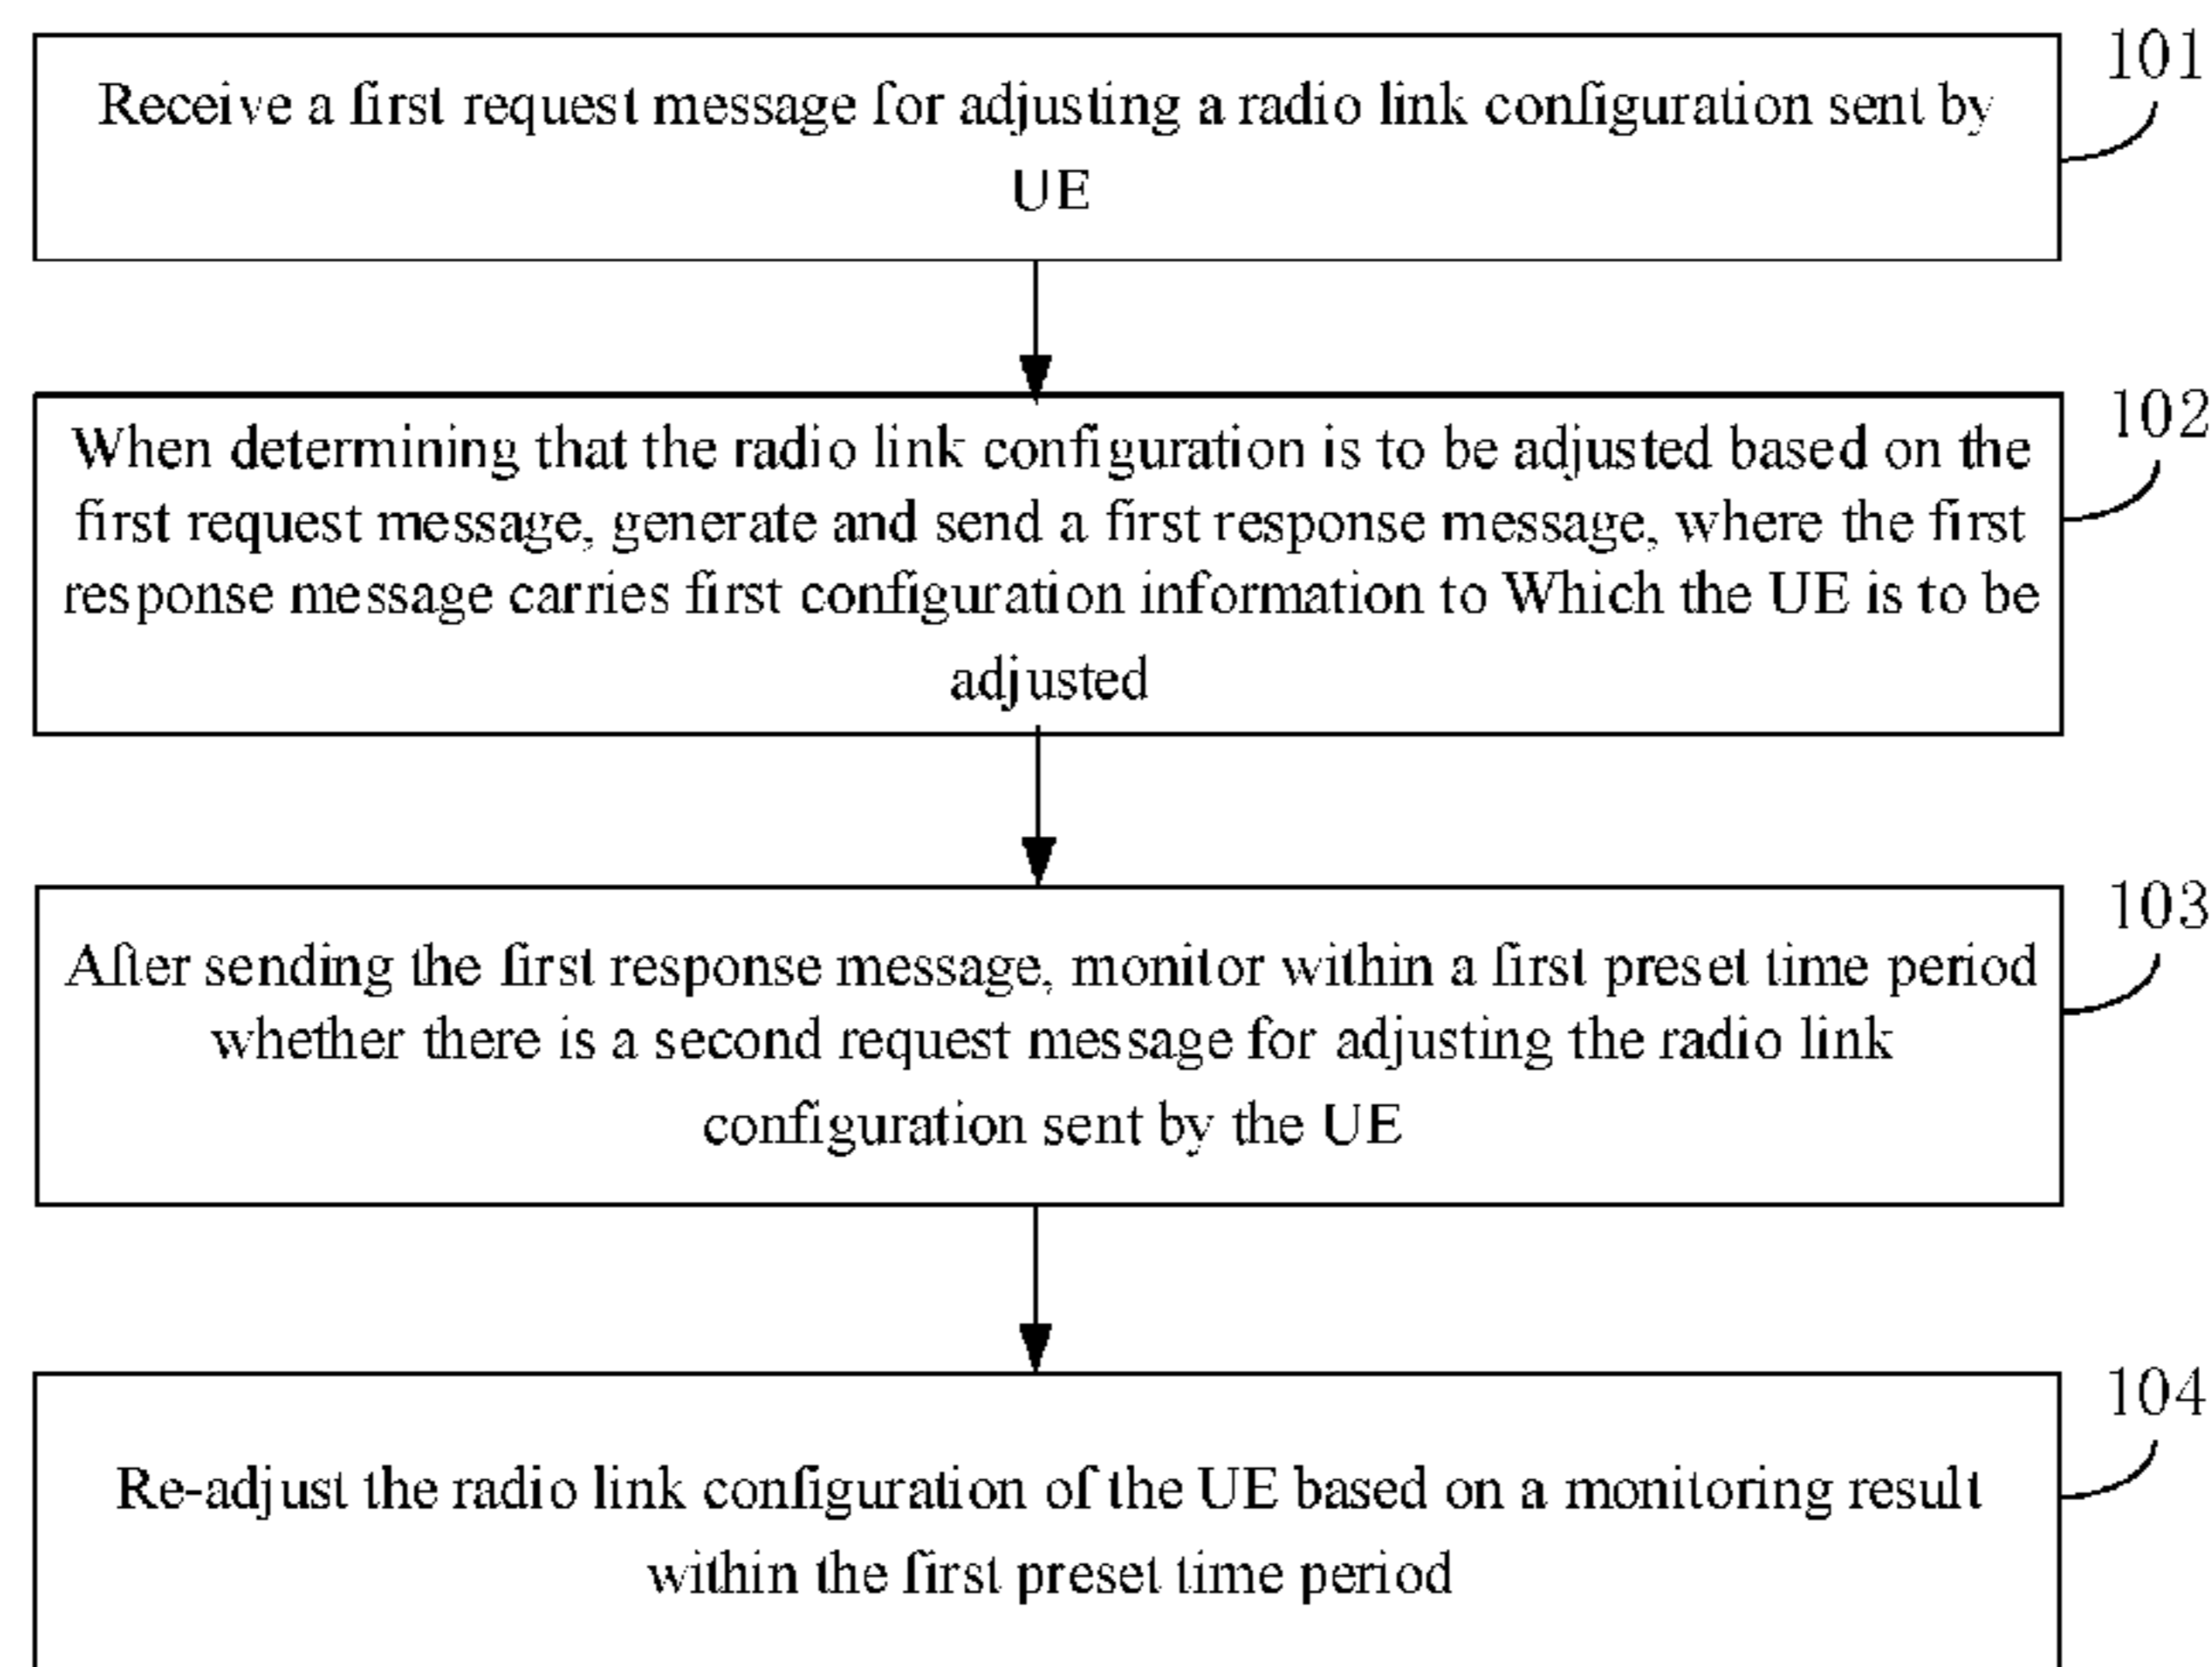 101
Receive a first request message for adjusting a radio link configuration sent by
UE
102
When determining that the radio link configuration is to be adjusted based on the
first request message, generate and send a first response message, where the first
response message carries first configuration information to Which the UE is to be
adjusted
103
After sending the first response message, monitor within a first preset time period
whether there is a second request message for adjusting the radio link
configuration sent by the UE
104
Re-adjust the radio link configuration of the UE based on a monitoring result
within the first preset time period